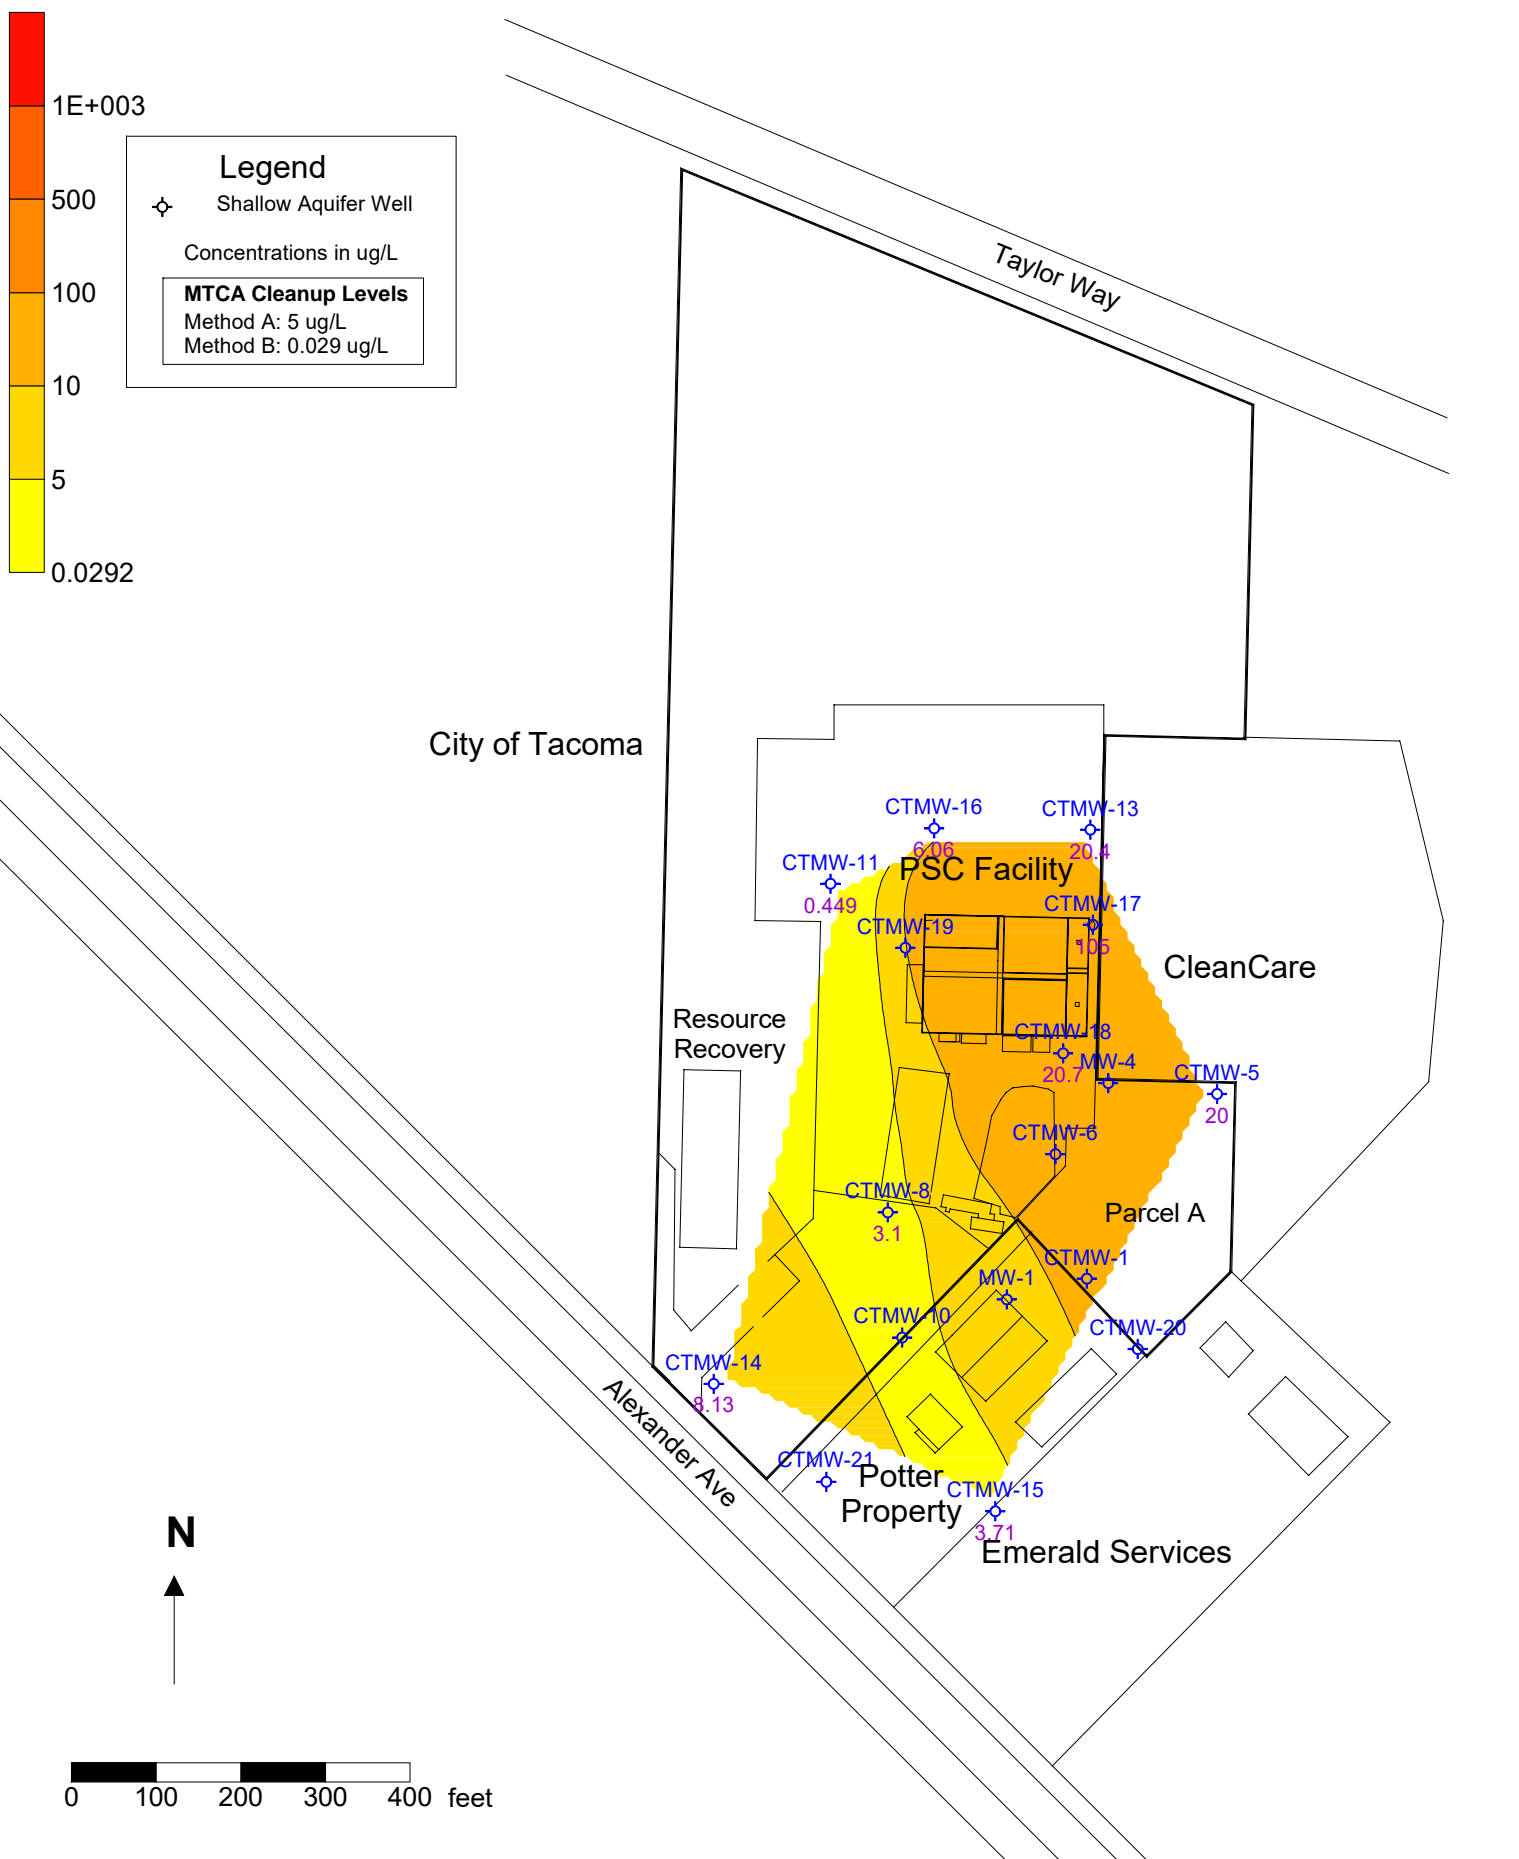 1E+003
500
100
10
5
0.0292
Legend
Shallow Aquifer Well
Concentrations in ug/L
MTCA Cleanup Levels
Method A: 5 ug/L
Method B: 0.029 ug/L
Taylor Way
City of Tacoma
CTMW-16
6.06
CTMW-13
20.4
PSC Facility
CTMW-11
0.449
CTMW-17
105
CTMW-19
CleanCare
Resource
Recovery
CTMW-18
20.7
MW-4
CTMW-5
20
CTMW-6
CTMW-8
3.1
Parcel A
CTMW-1
MW-1
CTMW-10
CTMW-20
CTMW-14
8.13
Alexander Ave
CTMW-21
Potter
Property
CTMW-15
3.71
Emerald Services
N
0 100 200 300 400 feet